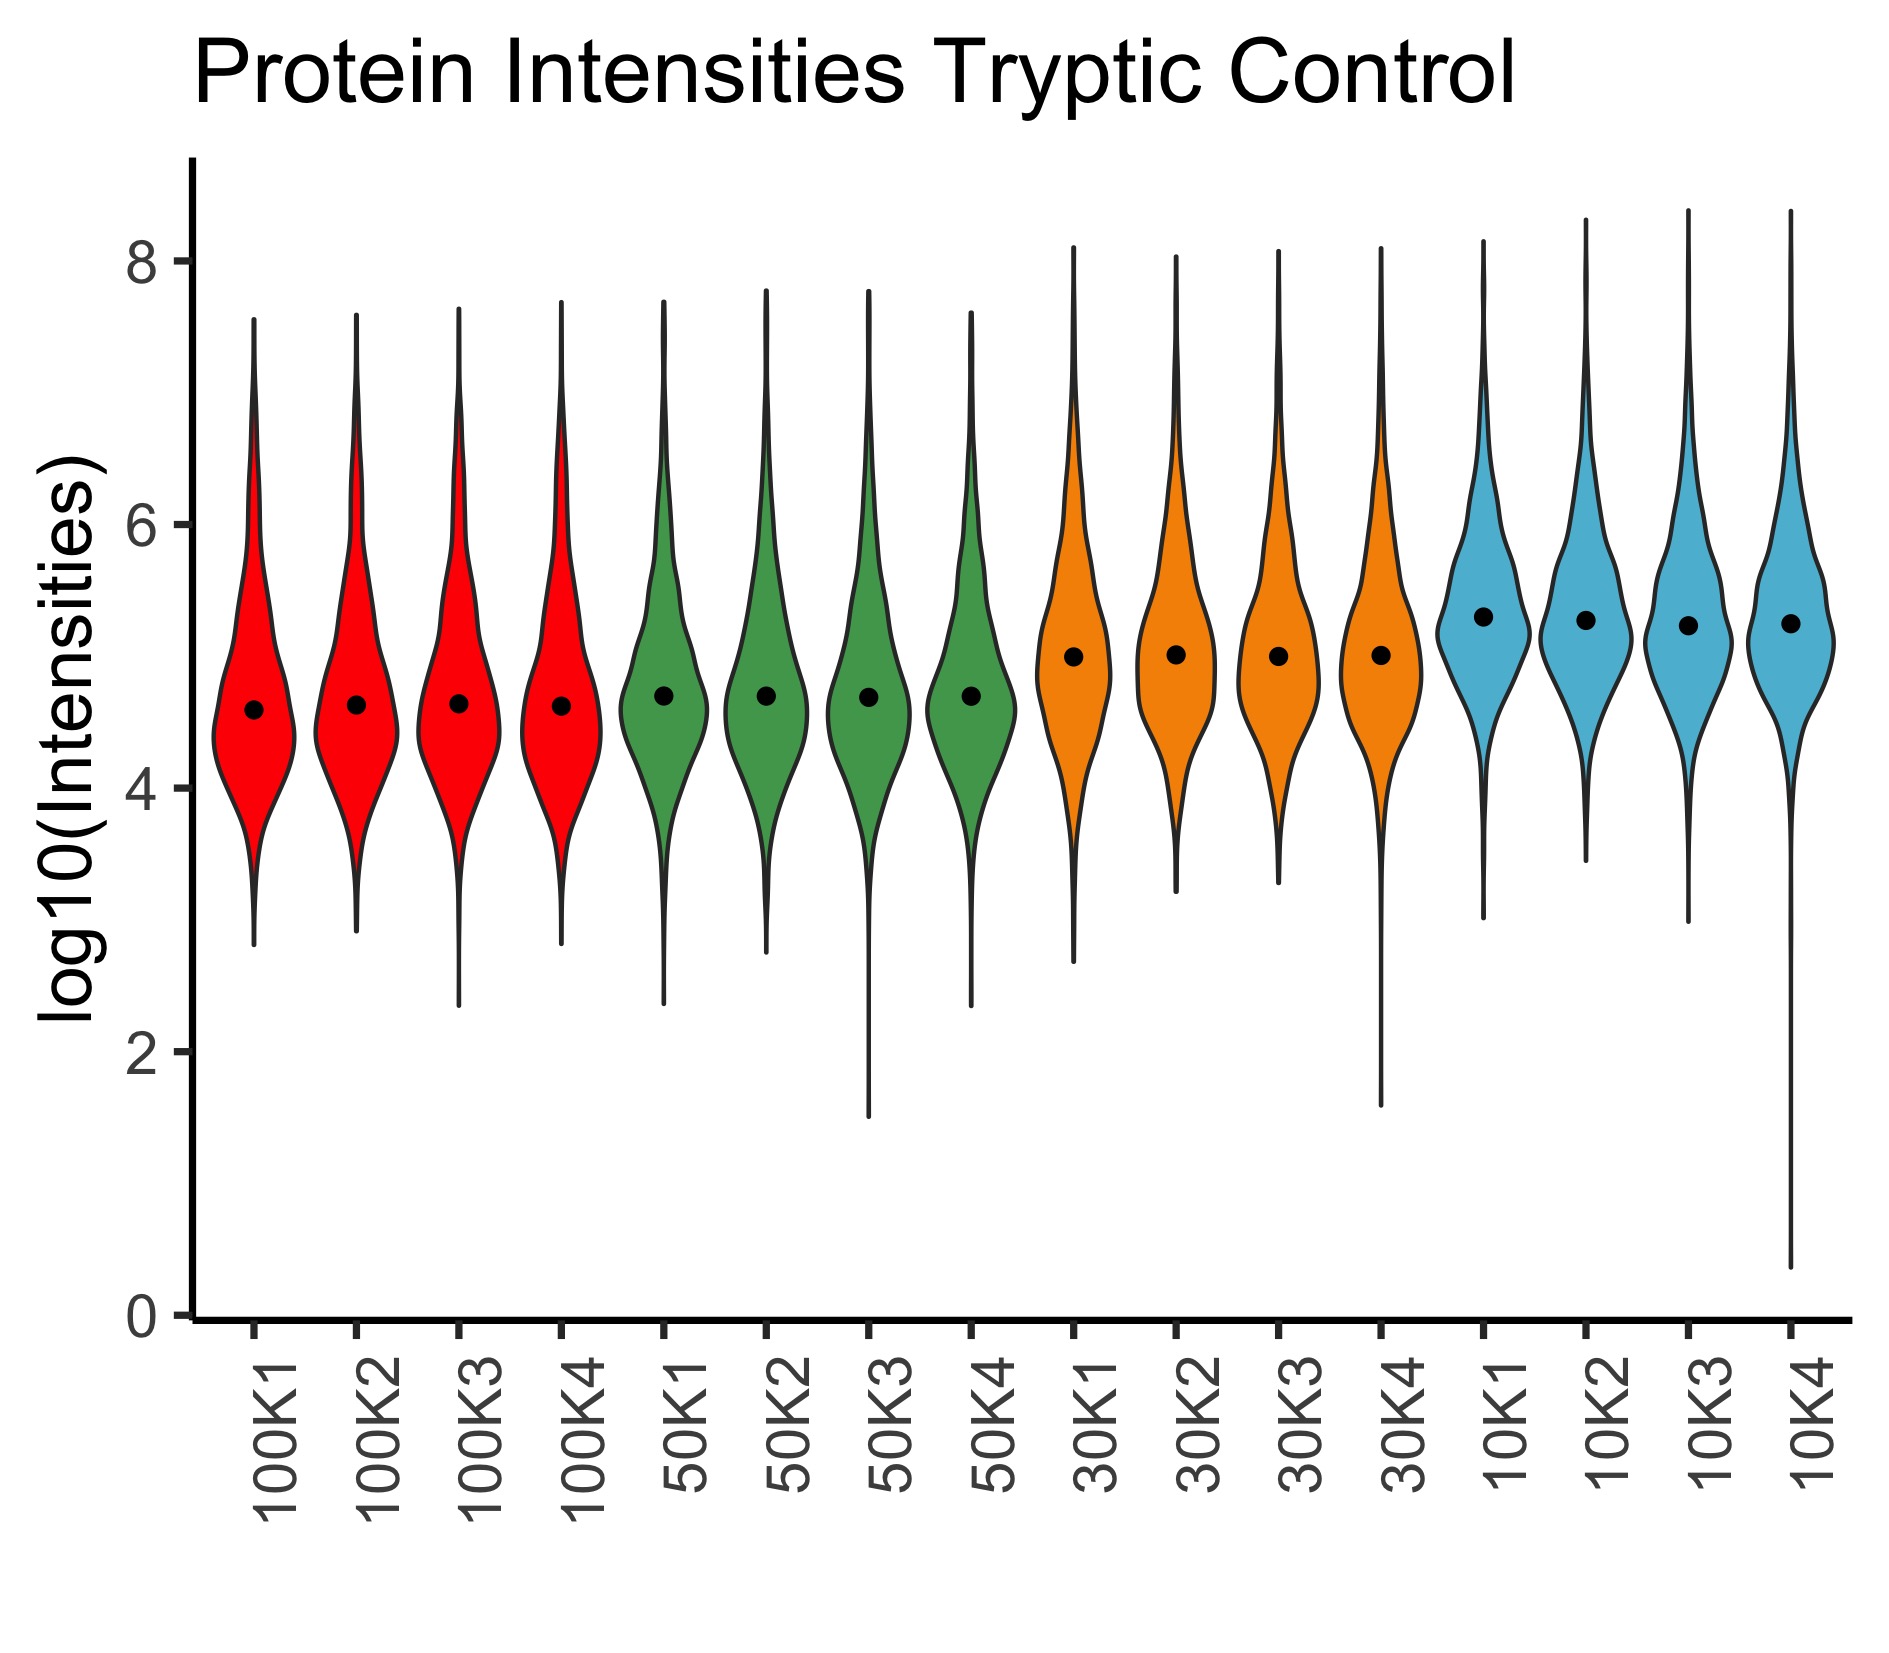 Protein Intensities Tryptic Control
log10(Intensities)
8
6
4
2
0
100K1
100K2
100K3
100K4
50K1
50K2
50K3
50K4
30K1
30K2
30K3
30K4
10K1
10K2
10K3
10K4